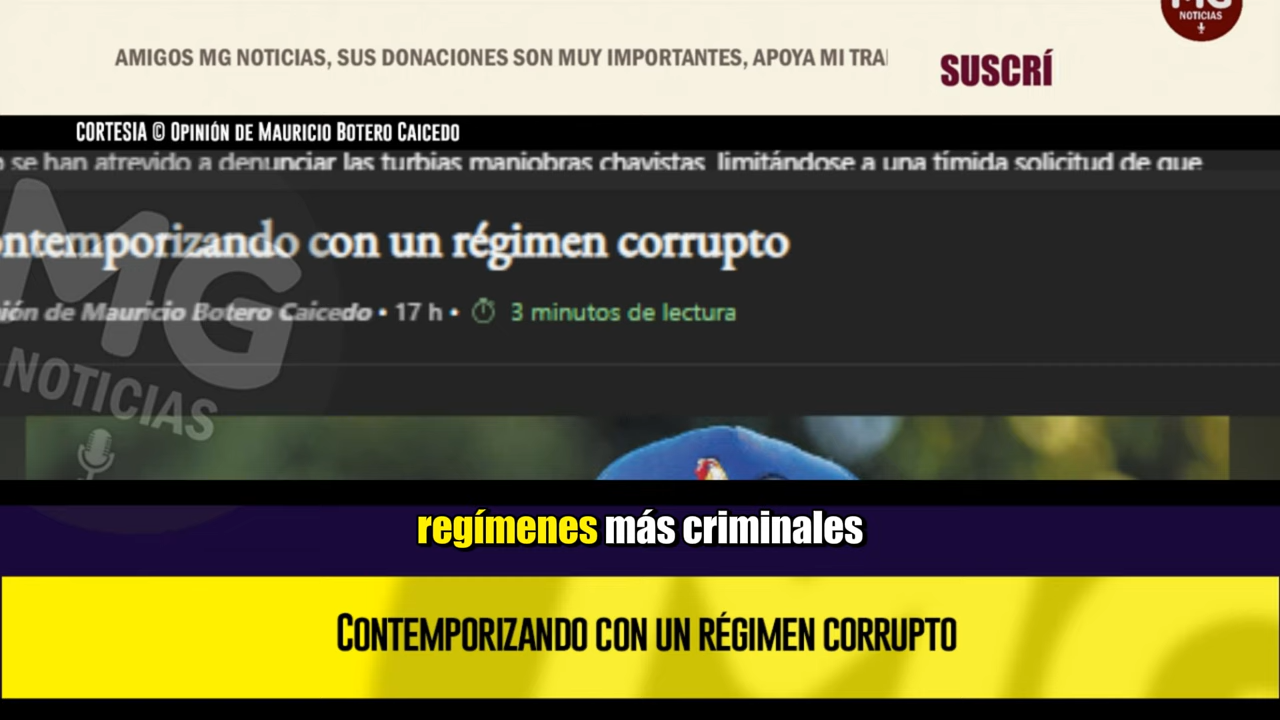 MG
NOTICIAS
AMIGOS MG NOTICIAS, SUS DONACIONES SON MUY IMPORTANTES, APOYA MI TRA
SUSCRÍ
CORTESIA © OPINIÓN DE MAURICIO BOTERO CAICEDO
o se han atrevido a denunciar las turbias maniobras chavistas limitándose a una tímida solicitud de que
ontemporizando con un régimen corrupto
ión de Mauricio Botero Caicedo • 17 h • 3 minutos de lectura
MG
NOTICIAS
regímenes más criminales
CONTEMPORIZANDO CON UN RÉGIMEN CORRUPTO